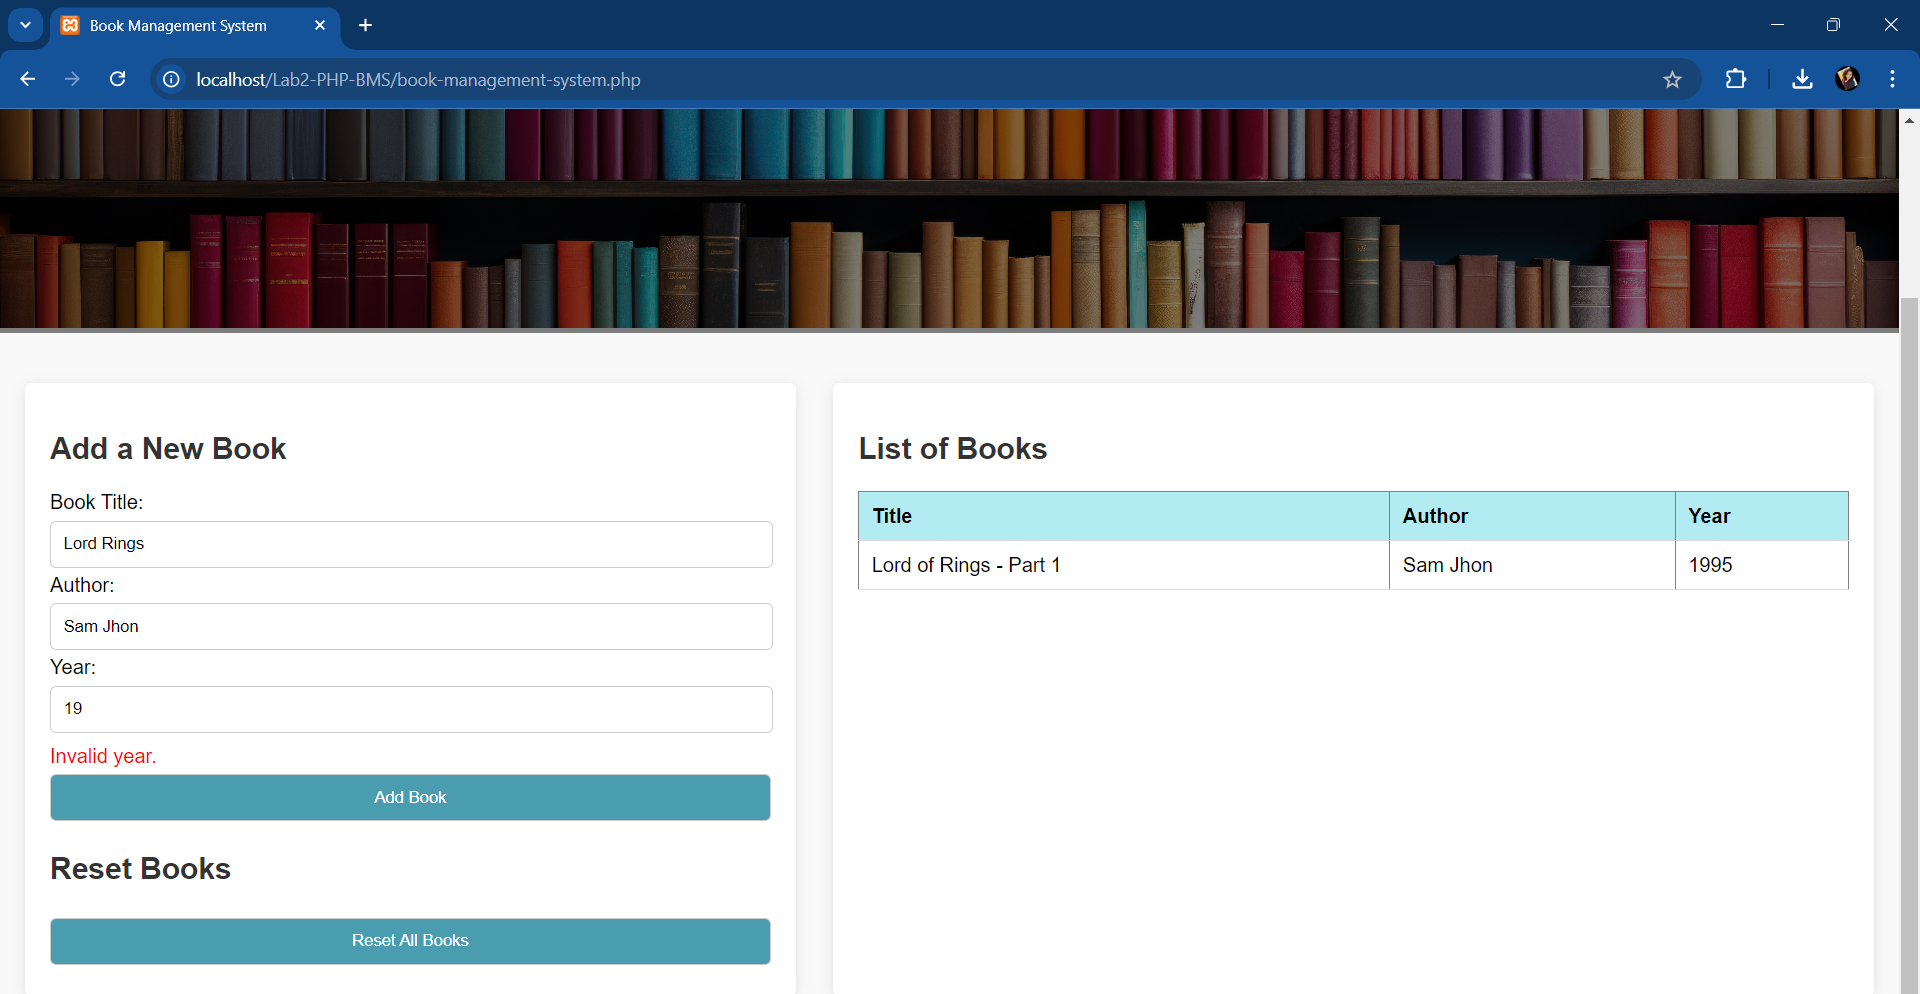 Book Management System
localhost/Lab2-PHP-BMS/book-management-system.php
Add a New Book
Book Title:
Lord Rings
Author:
Sam Jhon
Year:
19
Invalid year.
Add Book
Reset Books
Reset All Books
List of Books
Title Author Year
Lord of Rings - Part 1 Sam Jhon 1995